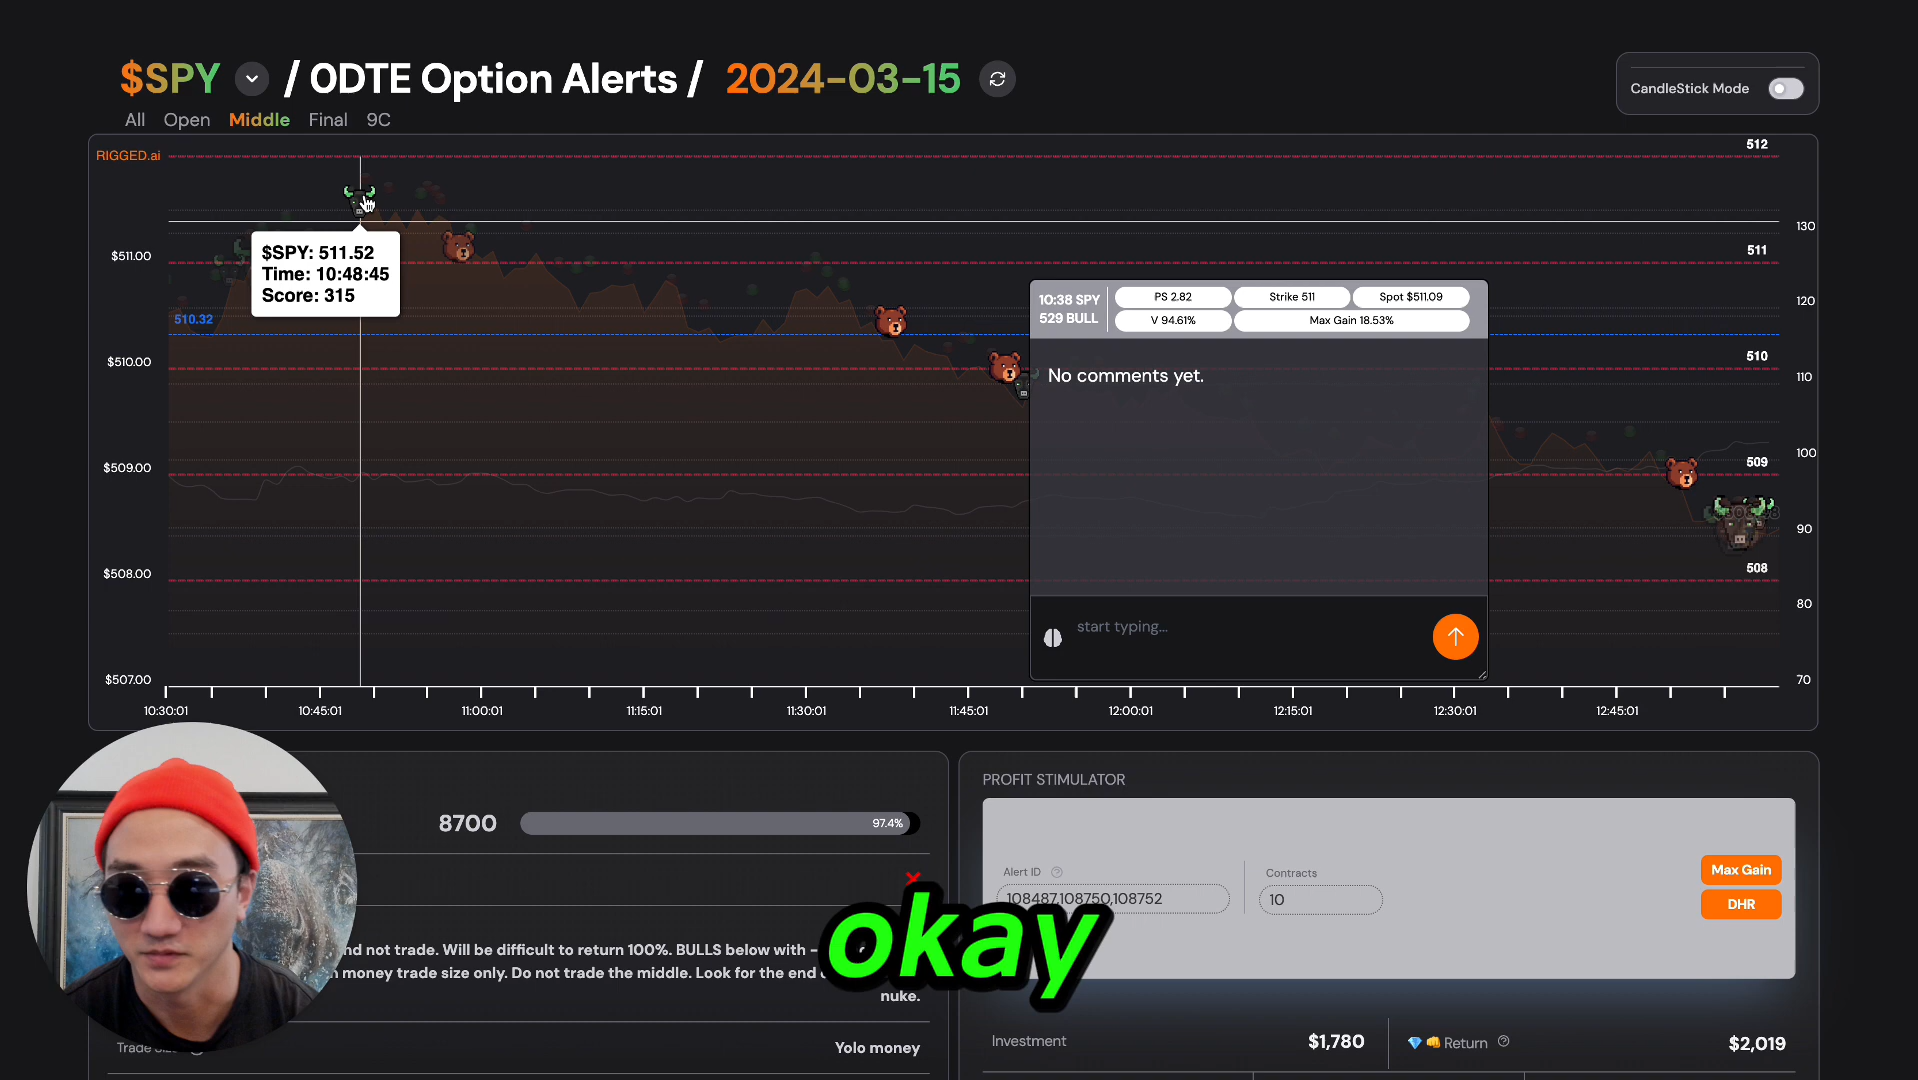 $SPY / 0DTE Option Alerts / 2024-03-15
CandleStick Mode
All Open Middle Final 9C
RIGGED.ai
512
130
$511.00
511
$SPY: 511.52
Time: 10:48:45
Score: 315
510.32
120
10:38 SPY
529 BULL
PS 2.82
Strike 511
Spot $511.09
V 94.61%
Max Gain 18.53%
No comments yet.
$510.00
510
110
100
$509.00
509
90
$508.00
508
80
start typing...
$507.00
70
10:30:01
10:45:01
11:00:01
11:15:01
11:30:01
11:45:01
12:00:01
12:15:01
12:30:01
12:45:01
8700
97.4%
nd not trade. Will be difficult to return 100%. BULLS below with -
money trade size only. Do not trade the middle. Look for the end
nuke.
Yolo money
PROFIT STIMULATOR
Alert ID
108487,108750,108752
Contracts
10
Max Gain
DHR
okay
Investment
$1,780
Return
$2,019